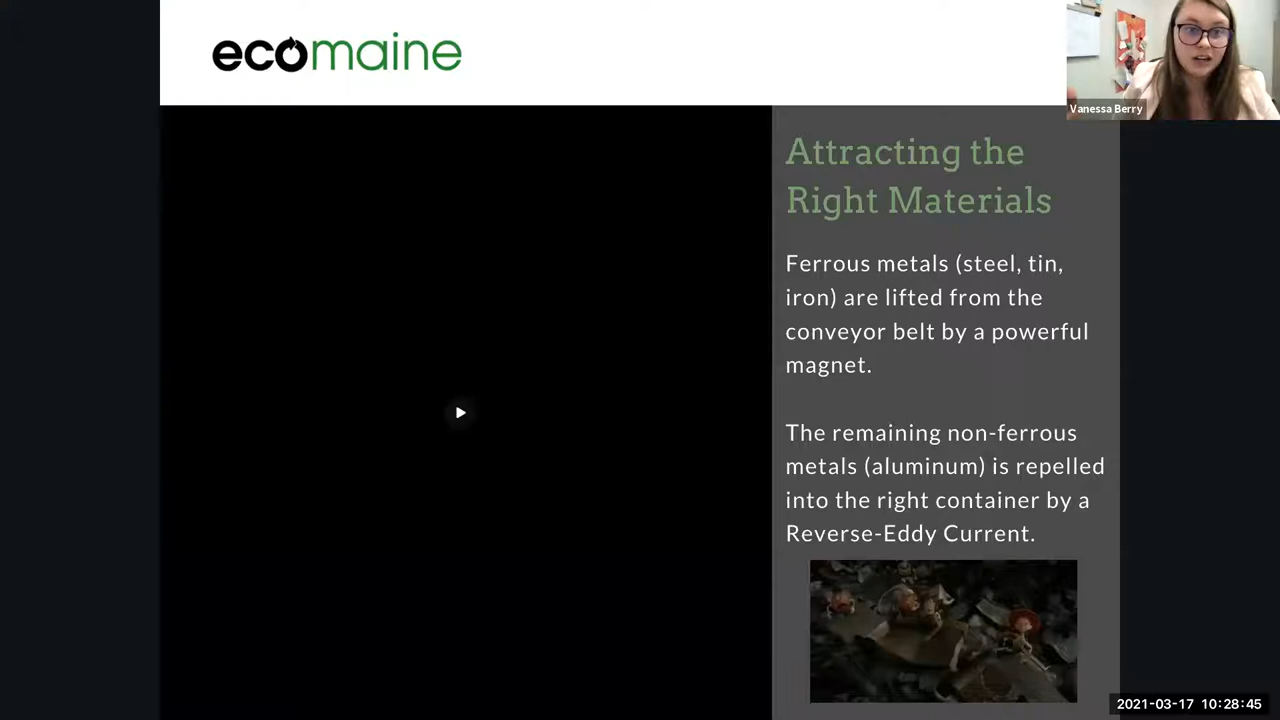 ecomaine
Vanessa Berry
Attracting the
Right Materials
Ferrous metals (steel, tin,
iron) are lifted from the
conveyor belt by a powerful
magnet.
The remaining non-ferrous
metals (aluminum) is repelled
into the right container by a
Reverse-Eddy Current.
2021-03-17 10:28:45